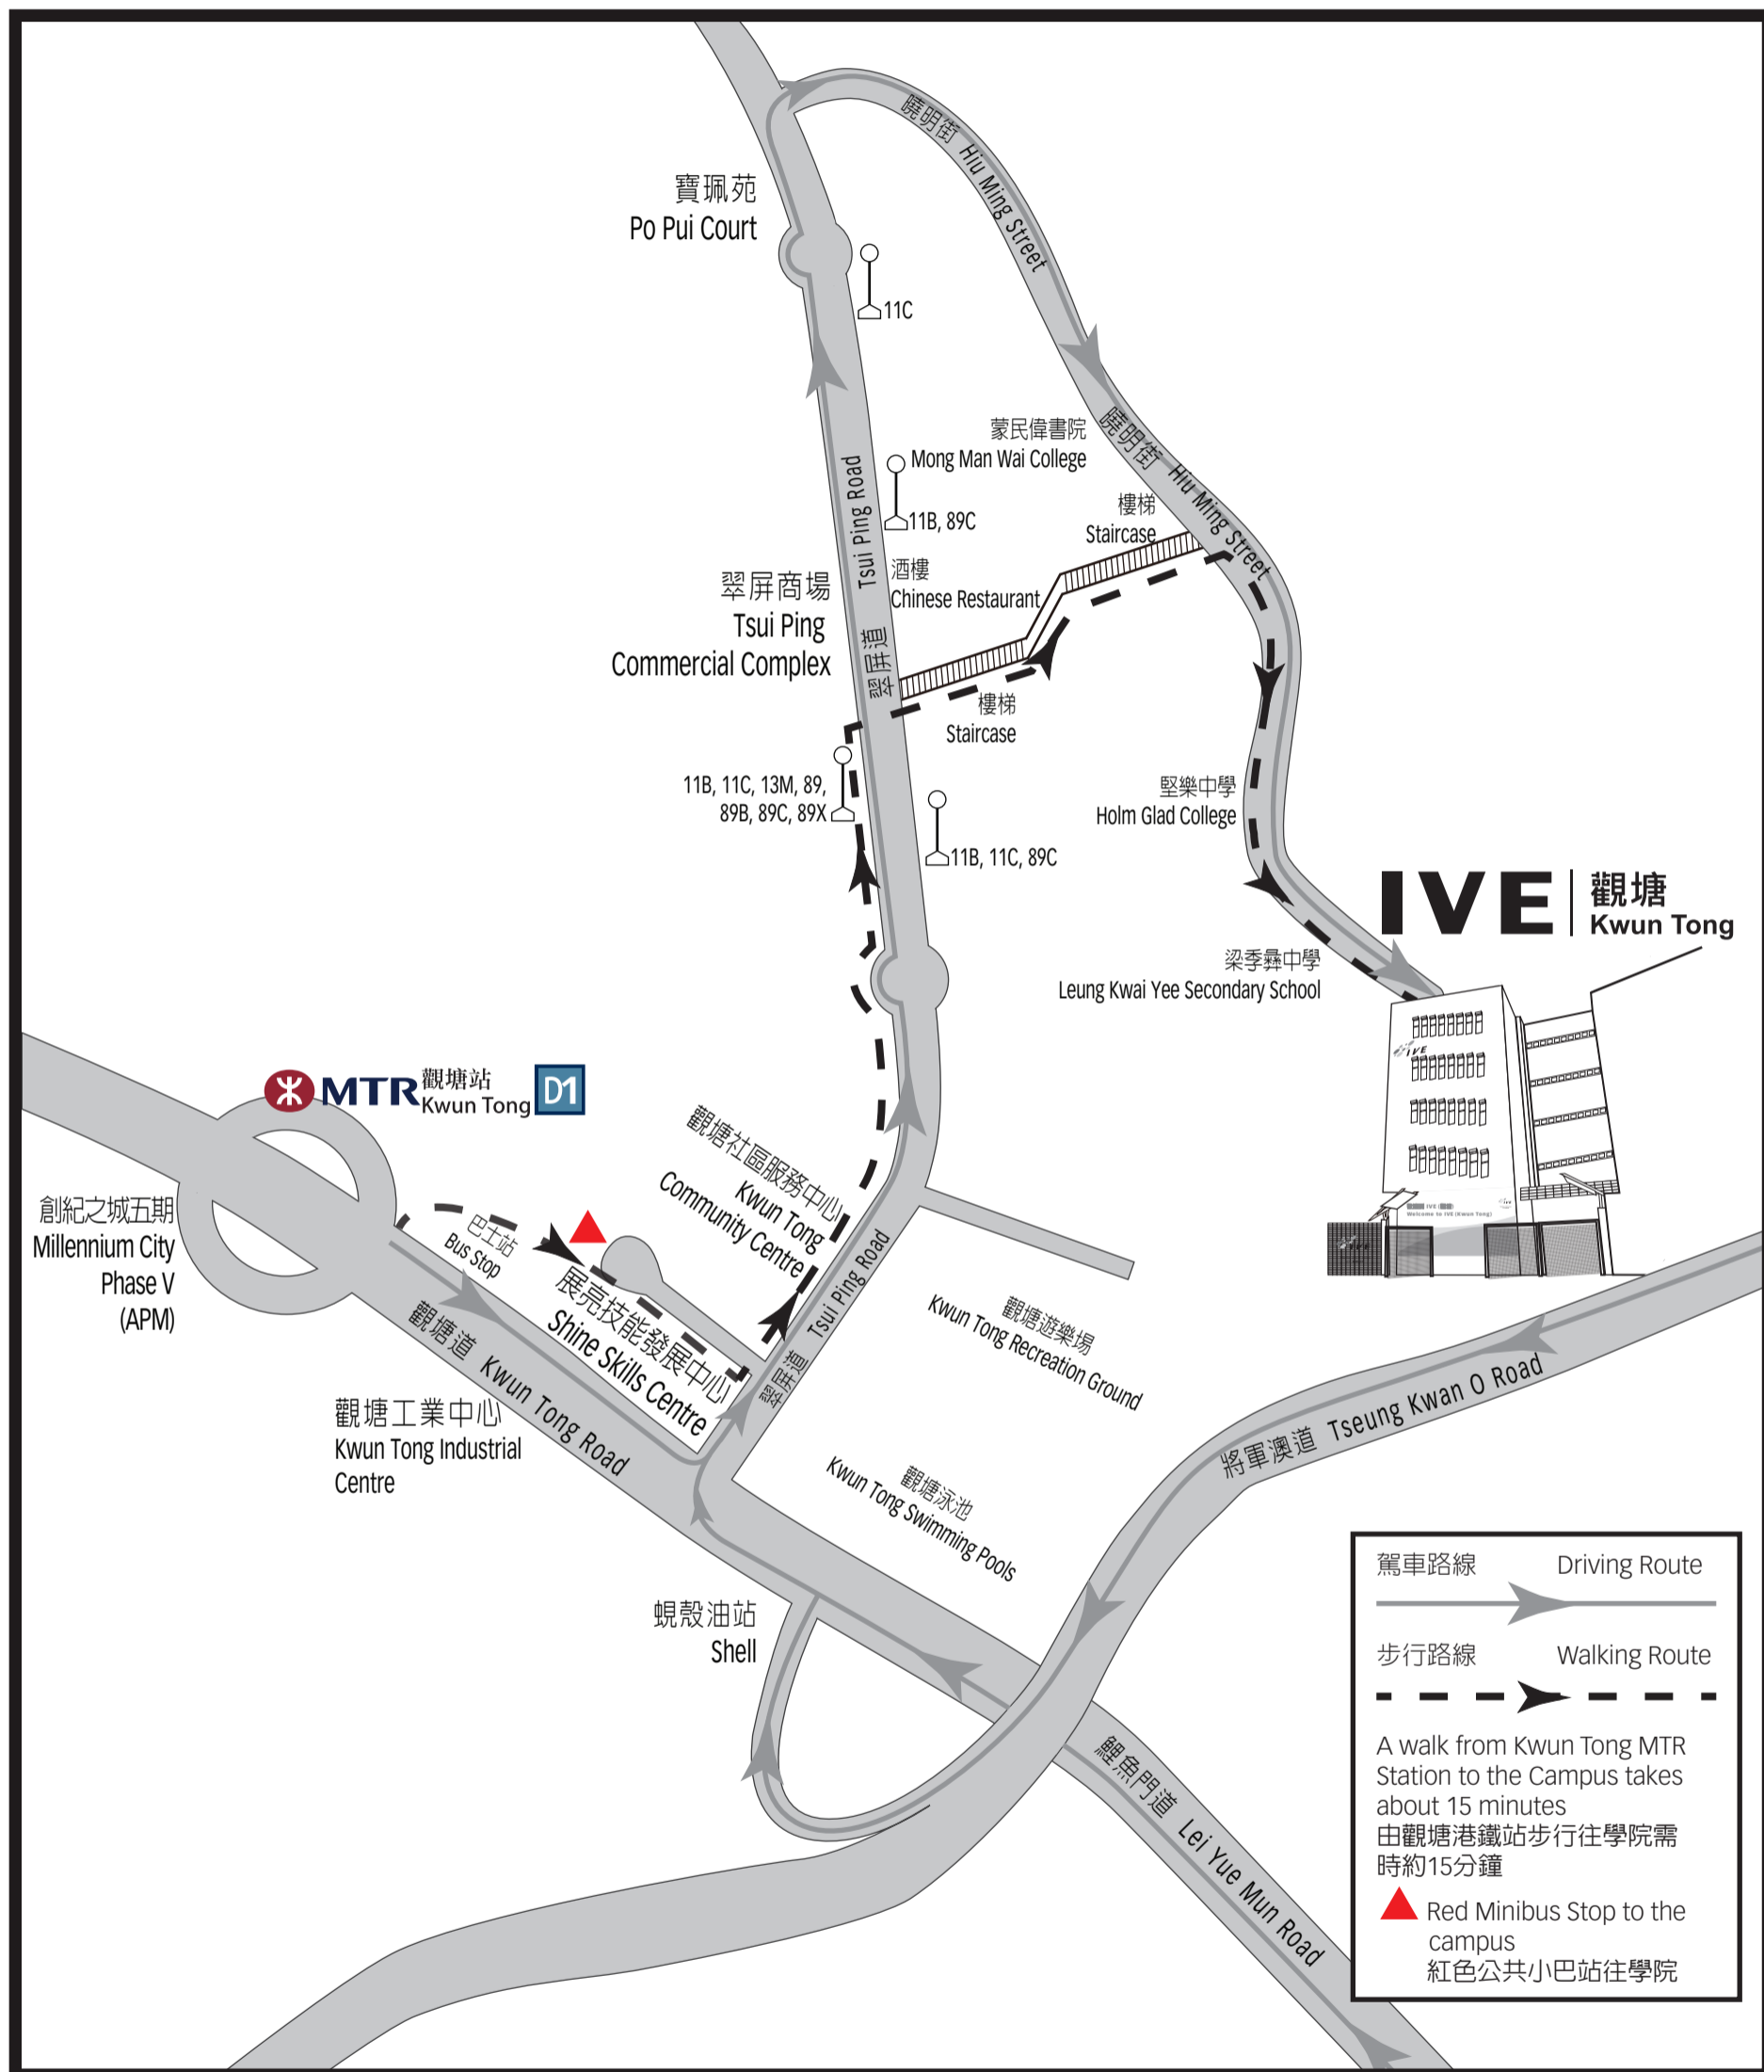 曉明街 Hiu Ming Street
寶珮苑
Po Pui Court
11C
蒙民偉書院
Mong Man Wai College
曉明街 Hiu Ming Street
11B, 89C
樓梯
Staircase
翠屏道 Tsui Ping Road
酒樓
Chinese Restaurant
翠屏商場
Tsui Ping
Commercial Complex
樓梯
Staircase
11B, 11C, 13M, 89,
89B, 89C, 89X
11B, 11C, 89C
堅樂中學
Holm Glad College
IVE
觀塘
Kwun Tong
梁季彝中學
Leung Kwai Yee Secondary School
IVE
Welcome to IVE (Kwun Tong)
MTR
觀塘站
Kwun Tong
D1
觀塘社區服務中心
Kwun Tong
Community Centre
創紀之城五期
Millennium City
Phase V
(APM)
巴士站
Bus Stop
展亮技能發展中心
Shine Skills Centre
翠屏道 Tsui Ping Road
觀塘道 Kwun Tong Road
觀塘遊樂場
Kwun Tong Recreation Ground
觀塘工業中心
Kwun Tong Industrial
Centre
觀塘泳池
Kwun Tong Swimming Pools
將軍澳道 Tseung Kwan O Road
蜆殼油站
Shell
鯉魚門道 Lei Yue Mun Road
駕車路線 Driving Route
步行路線 Walking Route
A walk from Kwun Tong MTR
Station to the Campus takes
about 15 minutes
由觀塘港鐵站步行往學院需
時約15分鐘
Red Minibus Stop to the
campus
紅色公共小巴站往學院